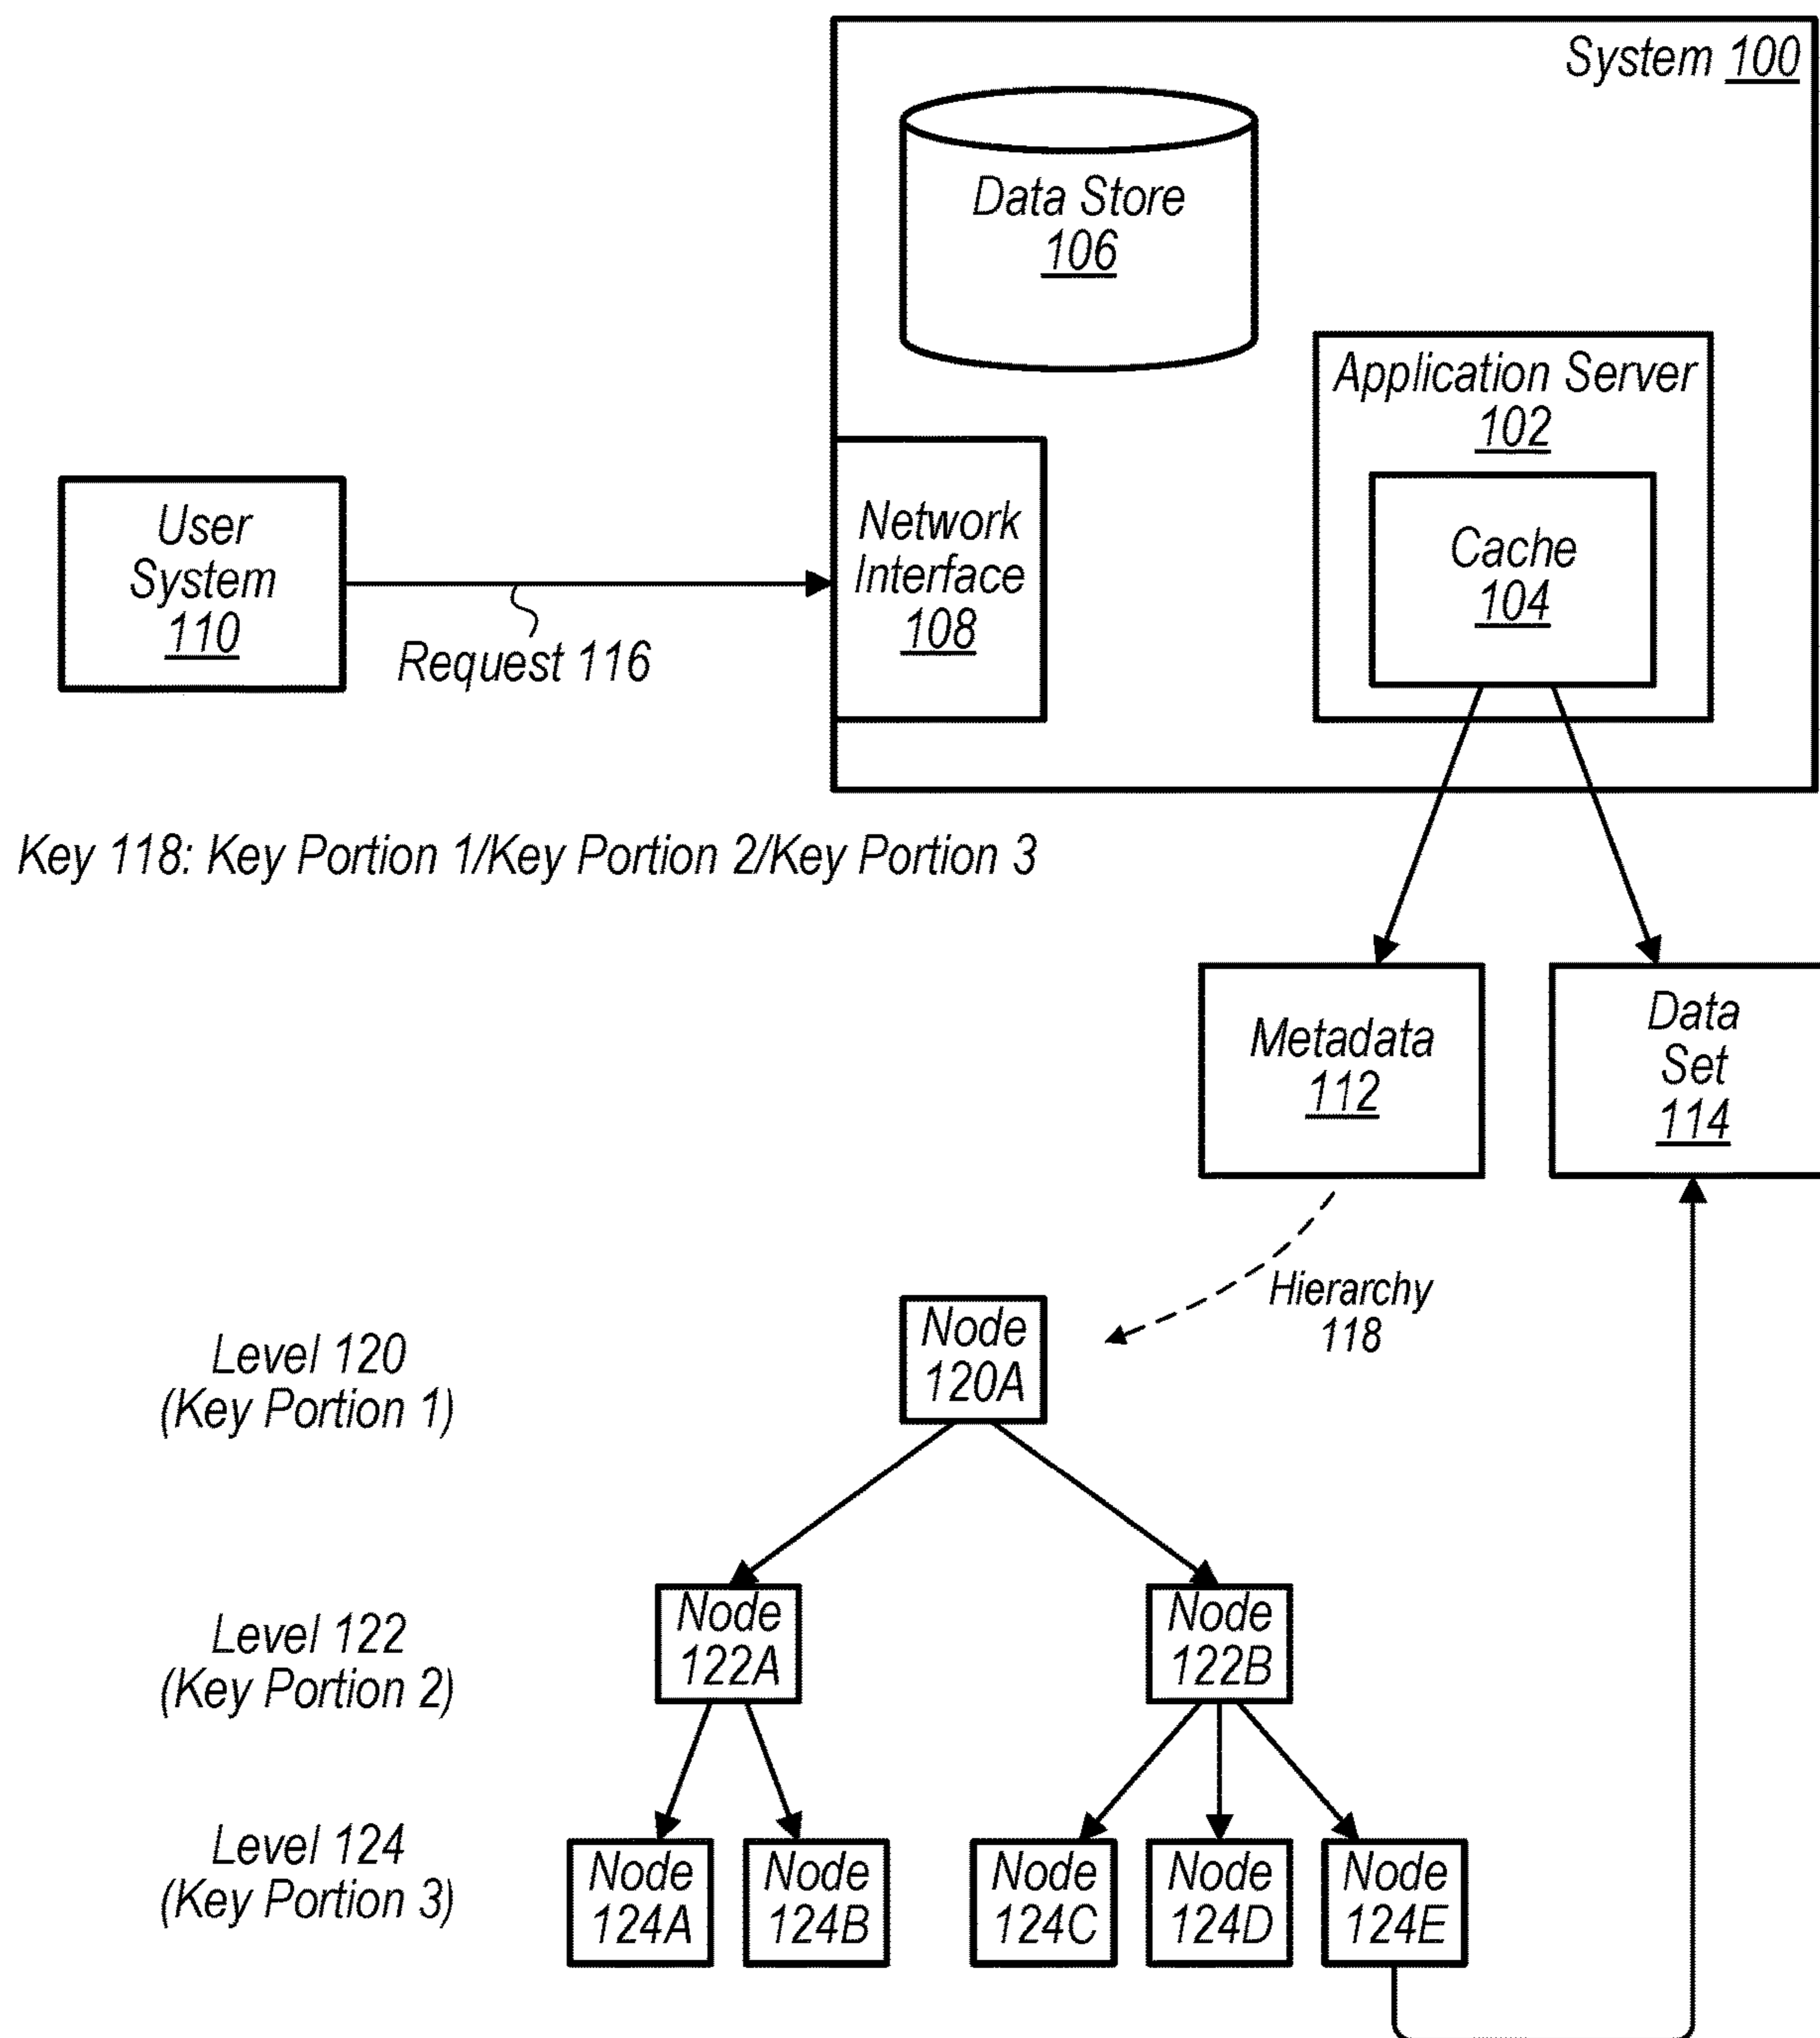 System 100
Data Store
106
Application Server
102
Cache
104
Network
Interface
108
User
System
110
Request 116
Key 118: Key Portion 1/Key Portion 2/Key Portion 3
Metadata
112
Data
Set
114
Hierarchy
118
Level 120
(Key Portion 1)
Node
120A
Level 122
(Key Portion 2)
Node
122A
Node
122B
Level 124
(Key Portion 3)
Node
124A
Node
124B
Node
124C
Node
124D
Node
124E